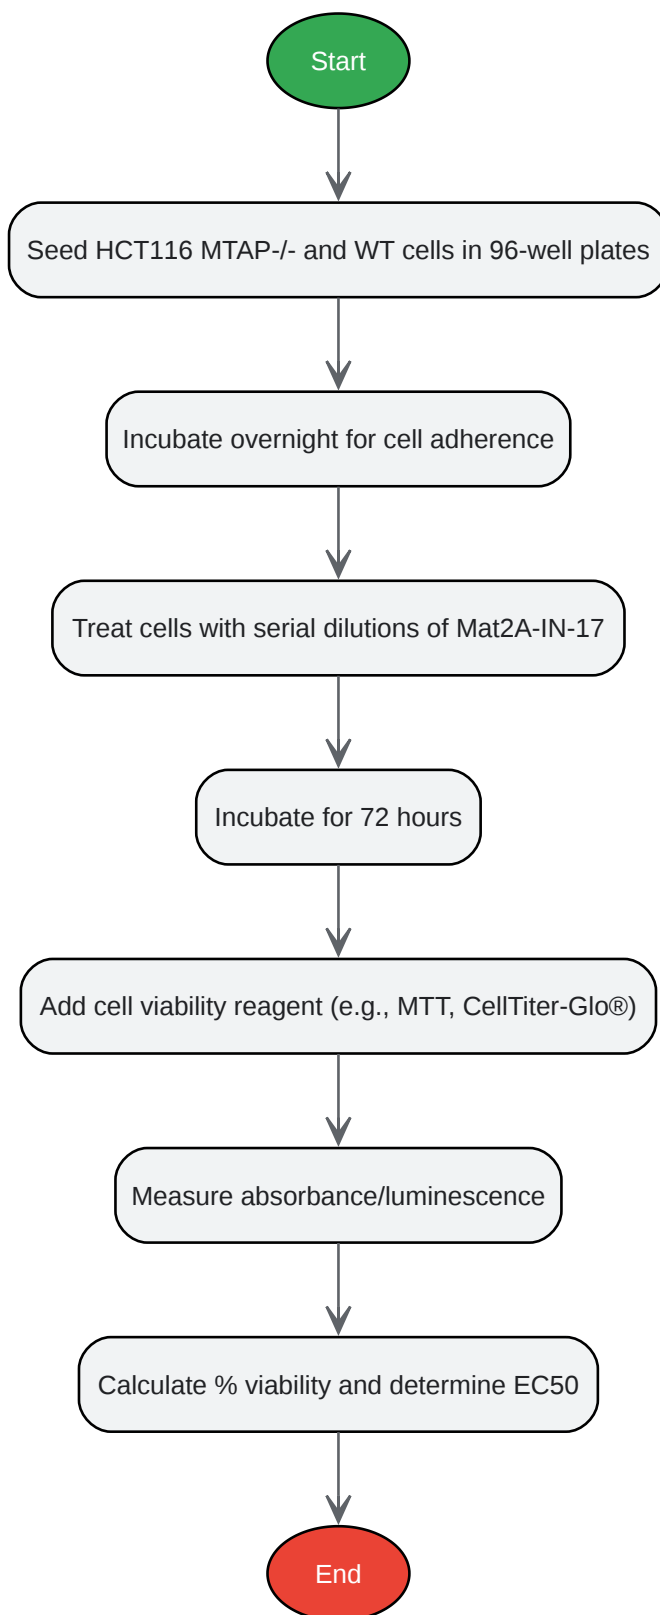 Start
Seed HCT116 MTAP-/- and WT cells in 96-well plates
Incubate overnight for cell adherence
Treat cells with serial dilutions of Mat2A-IN-17
Incubate for 72 hours
Add cell viability reagent (e.g., MTT, CellTiter-Glo®)
Measure absorbance/luminescence
Calculate % viability and determine EC50
End